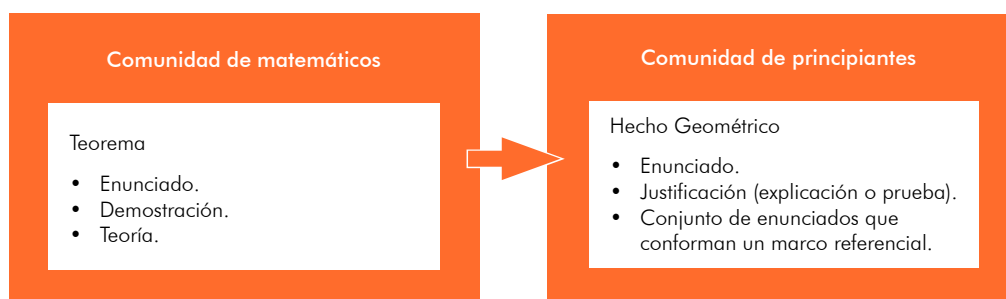 Comunidad de matemáticos
Teorema
• Enunciado.
• Demostración.
• Teoría.
Comunidad de principiantes
Hecho Geométrico
• Enunciado.
• Justificación (explicación o prueba).
• Conjunto de enunciados que
conforman un marco referencial.